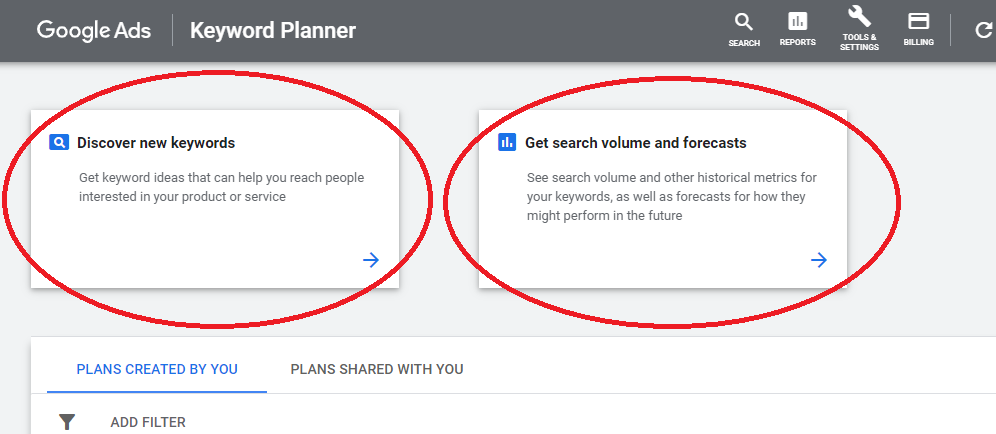 Google Ads Keyword Planner
SEARCH REPORTS TOOLS & SETTINGS BILLING
Discover new keywords
Get keyword ideas that can help you reach people
interested in your product or service
Get search volume and forecasts
See search volume and other historical metrics for
your keywords, as well as forecasts for how they
might perform in the future
PLANS CREATED BY YOU PLANS SHARED WITH YOU
ADD FILTER